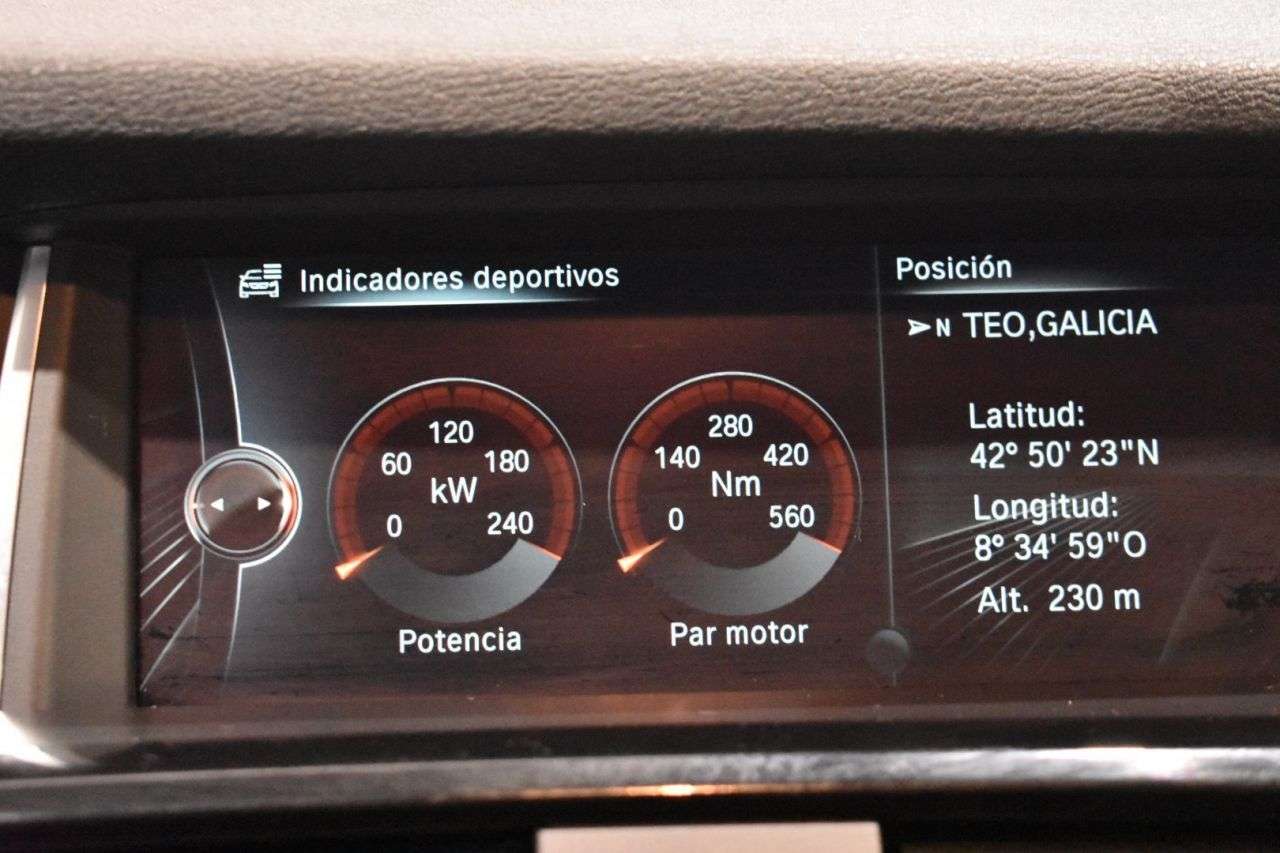 Indicadores deportivos
120
60
180
kW
0
240
Potencia
280
140
420
Nm
0
560
Par motor
Posición
N TEO,GALICIA
Latitud:
42° 50' 23"N
Longitud:
8° 34' 59"O
Alt. 230 m